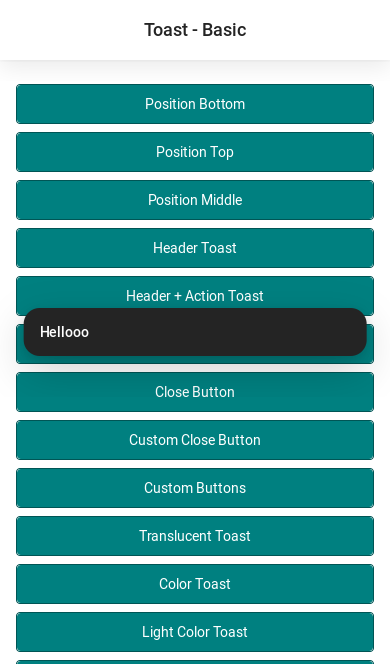 Toast - Basic
Position Bottom
Position Top
Position Middle
Header Toast
Header + Action Toast
Hellooo
Close Button
Custom Close Button
Custom Buttons
Translucent Toast
Color Toast
Light Color Toast